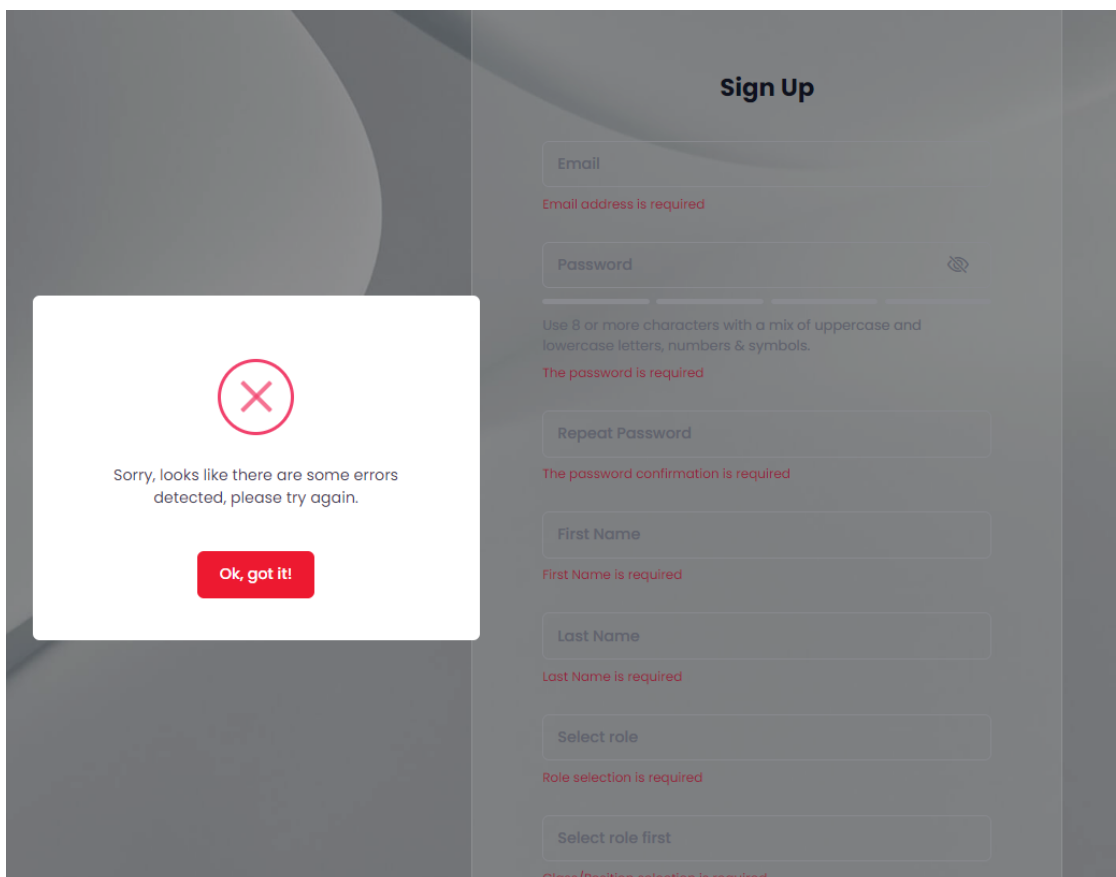 Sign Up
Email
Email address is required
Password
Use 8 or more characters with a mix of uppercase and
lowercase letters, numbers & symbols.
The password is required
Repeat Password
The password confirmation is required
First Name
First Name is required
Last Name
Last Name is required
Select role
Role selection is required
Select role first
selection is required
Sorry, looks like there are some errors
detected, please try again.
Ok, got it!